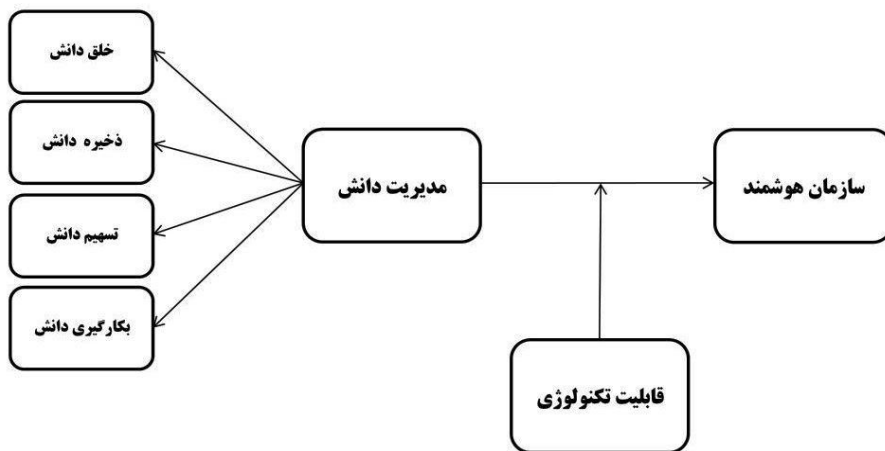 خلق دانش
ذخیره دانش
تسهیم دانش
بکارگیری دانش
مدیریت دانش
سازمان هوشمند
قابلیت تکنولوژی